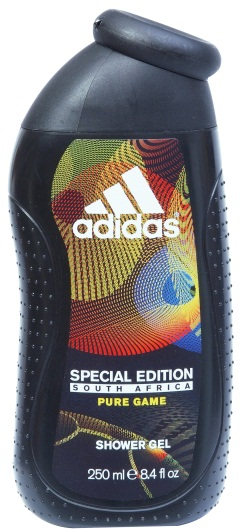 adidas®
SPECIAL EDITION
SOUTH AFRICA
PURE GAME
SHOWER GEL
250 ml e 8.4 fl oz